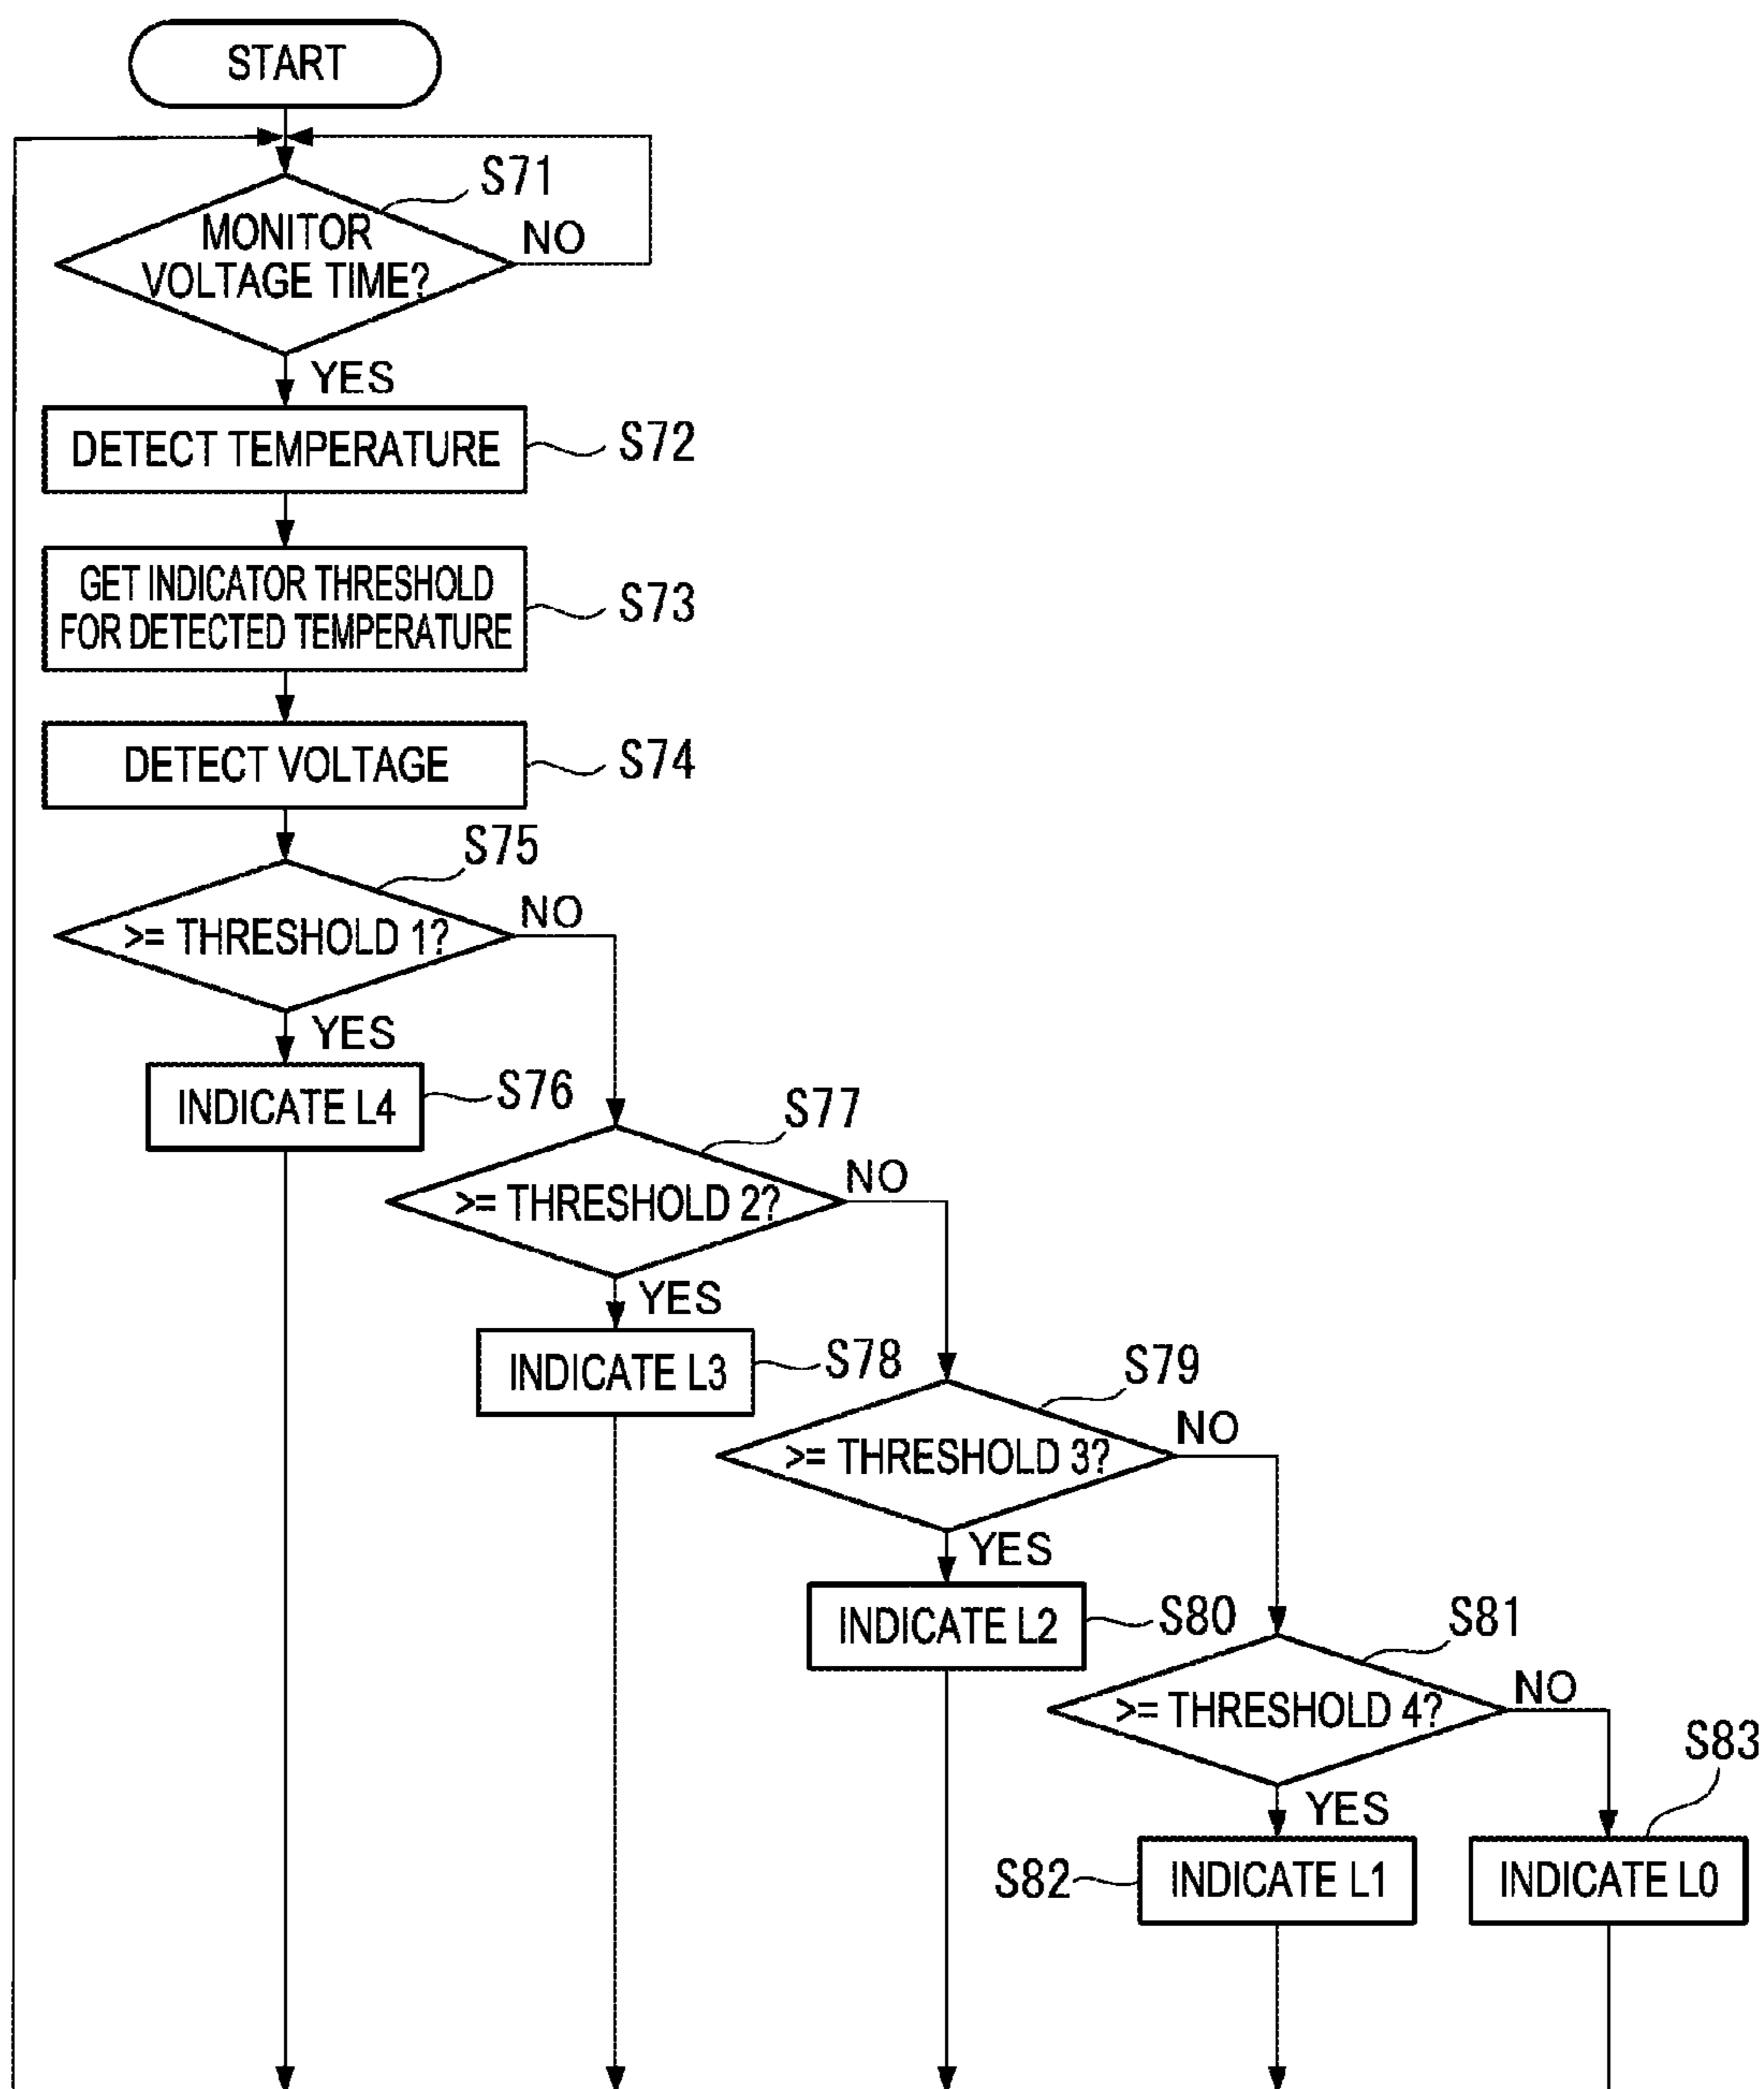 START
S71
MONITOR
VOLTAGE TIME?
NO
YES
DETECT TEMPERATURE
S72
GET INDICATOR THRESHOLD
FOR DETECTED TEMPERATURE
S73
DETECT VOLTAGE
S74
S75
>= THRESHOLD 1?
NO
YES
INDICATE L4
S76
S77
>= THRESHOLD 2?
NO
YES
INDICATE L3
S78
S79
>= THRESHOLD 3?
NO
YES
INDICATE L2
S80
S81
>= THRESHOLD 4?
NO
S83
YES
S82
INDICATE L1
INDICATE L0